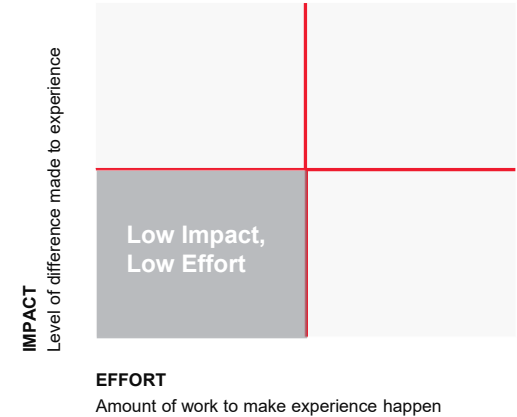 IMPACT
Level of difference made to experience
Low Impact,
Low Effort
EFFORT
Amount of work to make experience happen